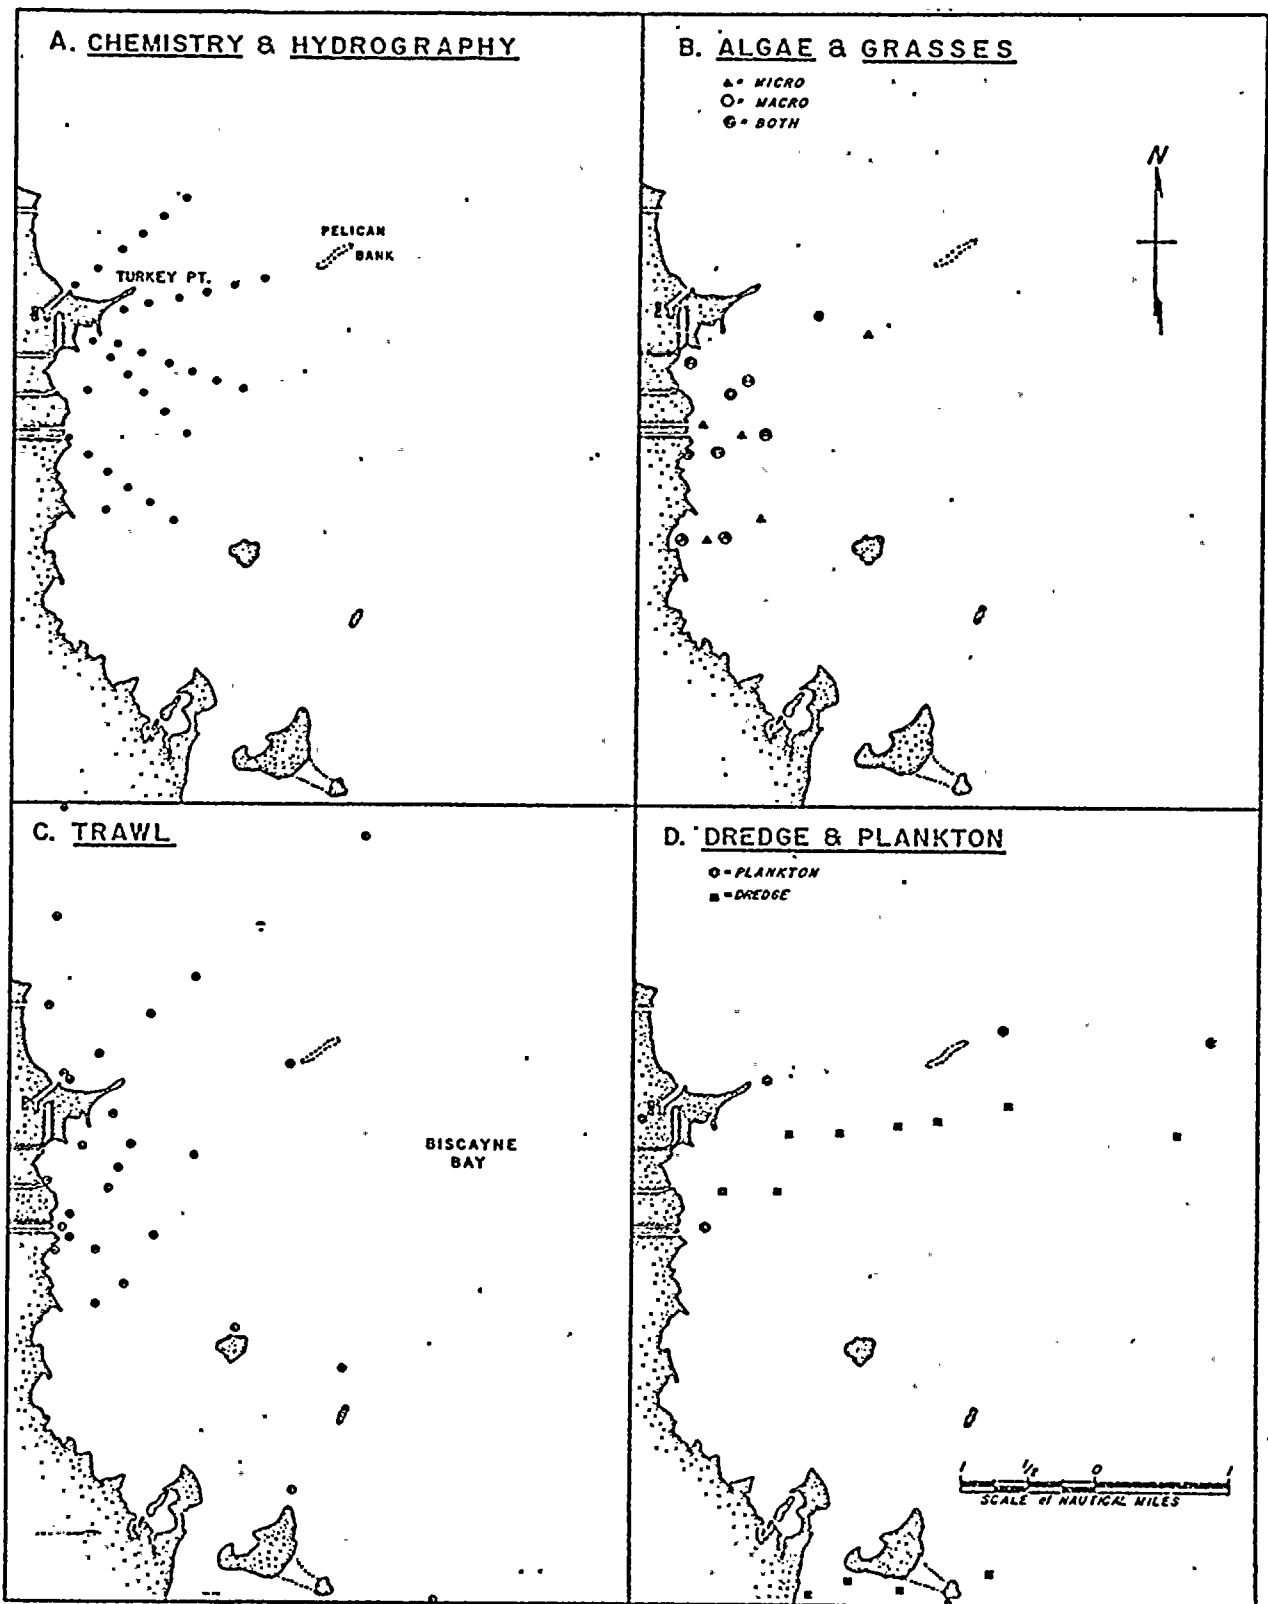 A. CHEMISTRY & HYDROGRAPHY
PELICAN
BANK
TURKEY PT.
B. ALGAE & GRASSES
▲= MICRO
O= MACRO
= BOTH
N
C. TRAWL
BISCAYNE
BAY
D. DREDGE & PLANKTON
O=PLANKTON
■=DREDGE
1 1/2 0 1
SCALE of NAUTICAL MILES